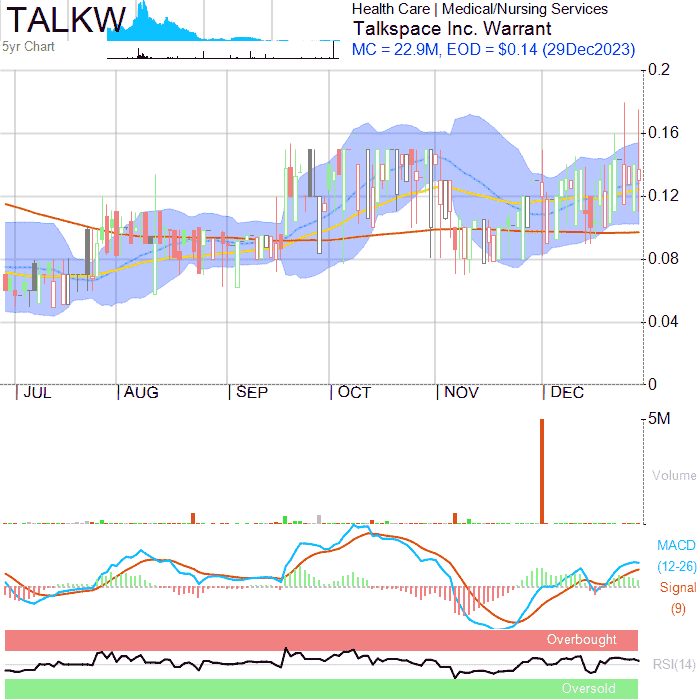 TALKW
5yr Chart
Health Care | Medical/Nursing Services
Talkspace Inc. Warrant
MC = 22.9M, EOD = $0.14 (29Dec2023)
0.2
0.16
0.12
0.08
0.04
0
JUL AUG SEP OCT NOV DEC
5M
Volume
MACD
(12-26)
Signal
(9)
Overbought
RSI(14)
Oversold